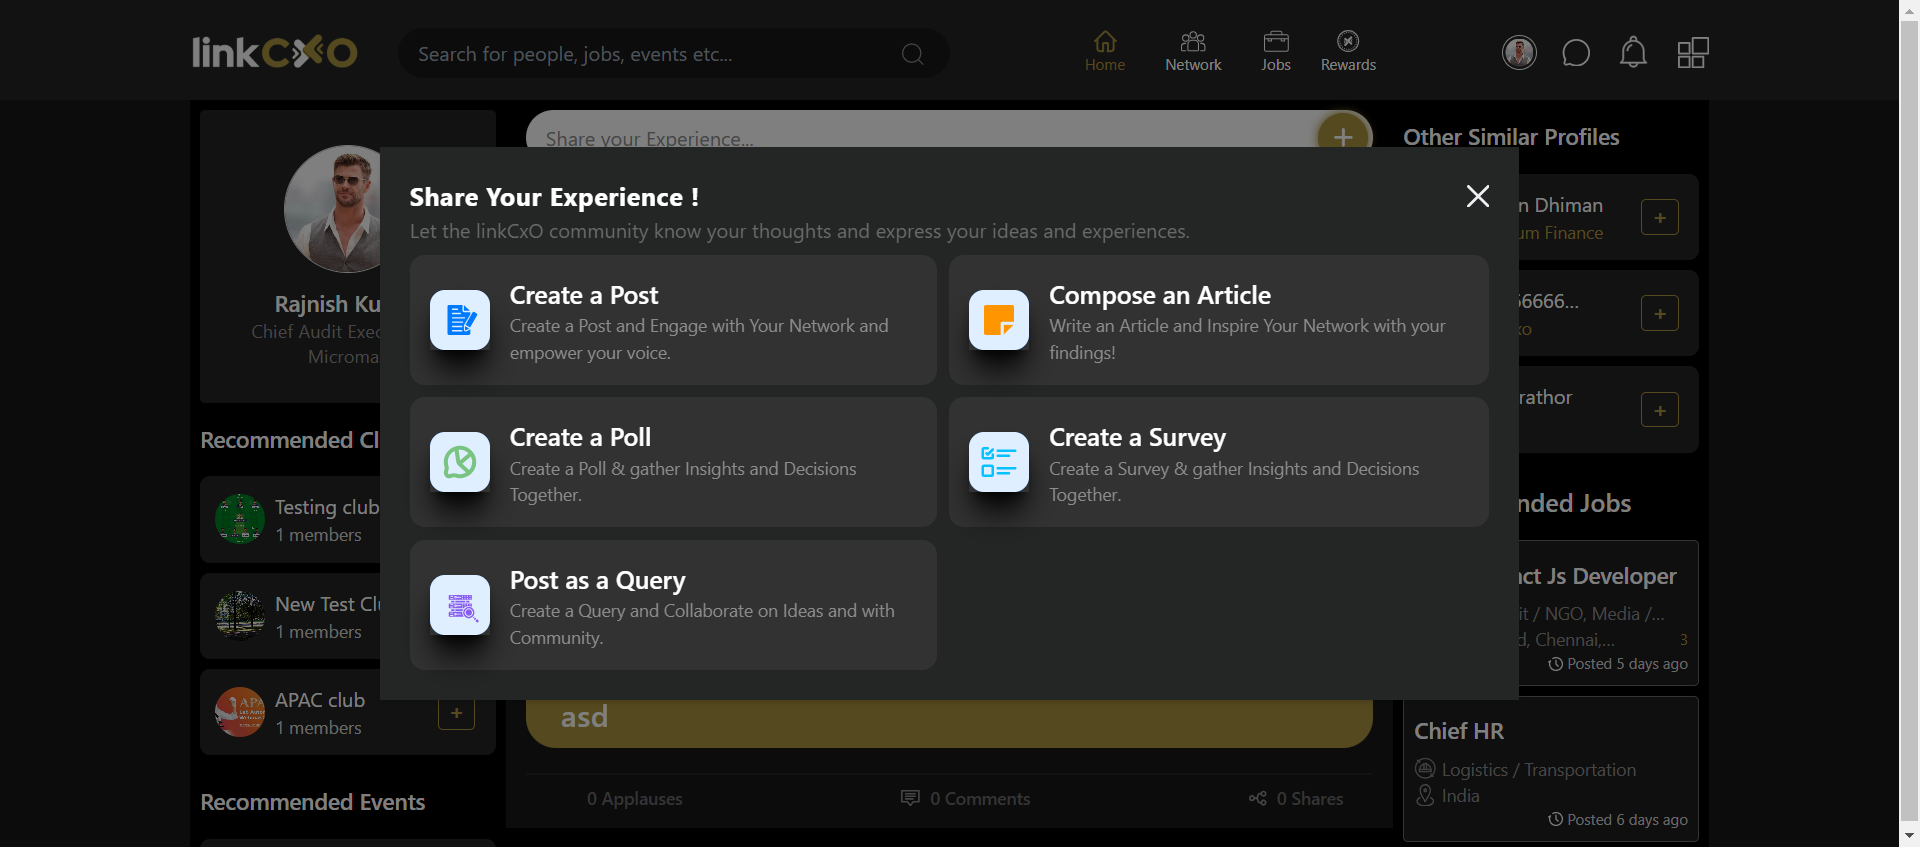 linkCXO
Search for people, jobs, events etc...
Home
Network
Jobs
Rewards
Share your Experience...
Other Similar Profiles
Rajnish Ku
Chief Audit Exec
Microma
Share Your Experience !
Let the linkCxO community know your thoughts and express your ideas and experiences.
Create a Post
Create a Post and Engage with Your Network and
empower your voice.
Compose an Article
Write an Article and Inspire Your Network with your
findings!
Create a Poll
Create a Poll & gather Insights and Decisions
Together.
Create a Survey
Create a Survey & gather Insights and Decisions
Together.
Post as a Query
Create a Query and Collaborate on Ideas and with
Community.
n Dhiman
um Finance
66666...
xo
rathor
Recommended Cl
Testing club
1 members
New Test Clu
1 members
APAC club
1 members
Recommended Events
asd
0 Applauses
0 Comments
0 Shares
nded Jobs
ct Js Developer
it / NGO, Media /...
d, Chennai,...
3
Posted 5 days ago
Chief HR
Logistics / Transportation
India
Posted 6 days ago